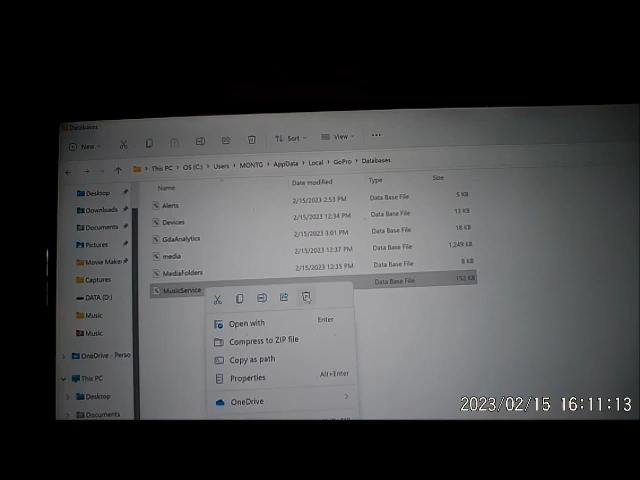 Databases
New
Sort
View
This PC > OS (C:) > Users > MONTG > AppData > Local > GoPro > Databases
Name Date modified Type Size
Desktop
Downloads
Documents
Pictures
Movie Maker
Captures
DATA (D:)
Music
Music
OneDrive - Perso
This PC
Desktop
Documents
Alerts 2/15/2023 2:53 PM Data Base File 5 KB
Devices 2/15/2023 12:34 PM Data Base File 13 KB
GdaAnalytics 2/15/2023 3:01 PM Data Base File 18 KB
media 2/15/2023 12:37 PM Data Base File 1,249 KB
MediaFolders 2/15/2023 12:35 PM Data Base File 8 KB
MusicService Data Base File 152 KB
Open with Enter
Compress to ZIP file
Copy as path
Properties Alt+Enter
OneDrive
2023/02/15 16:11:13